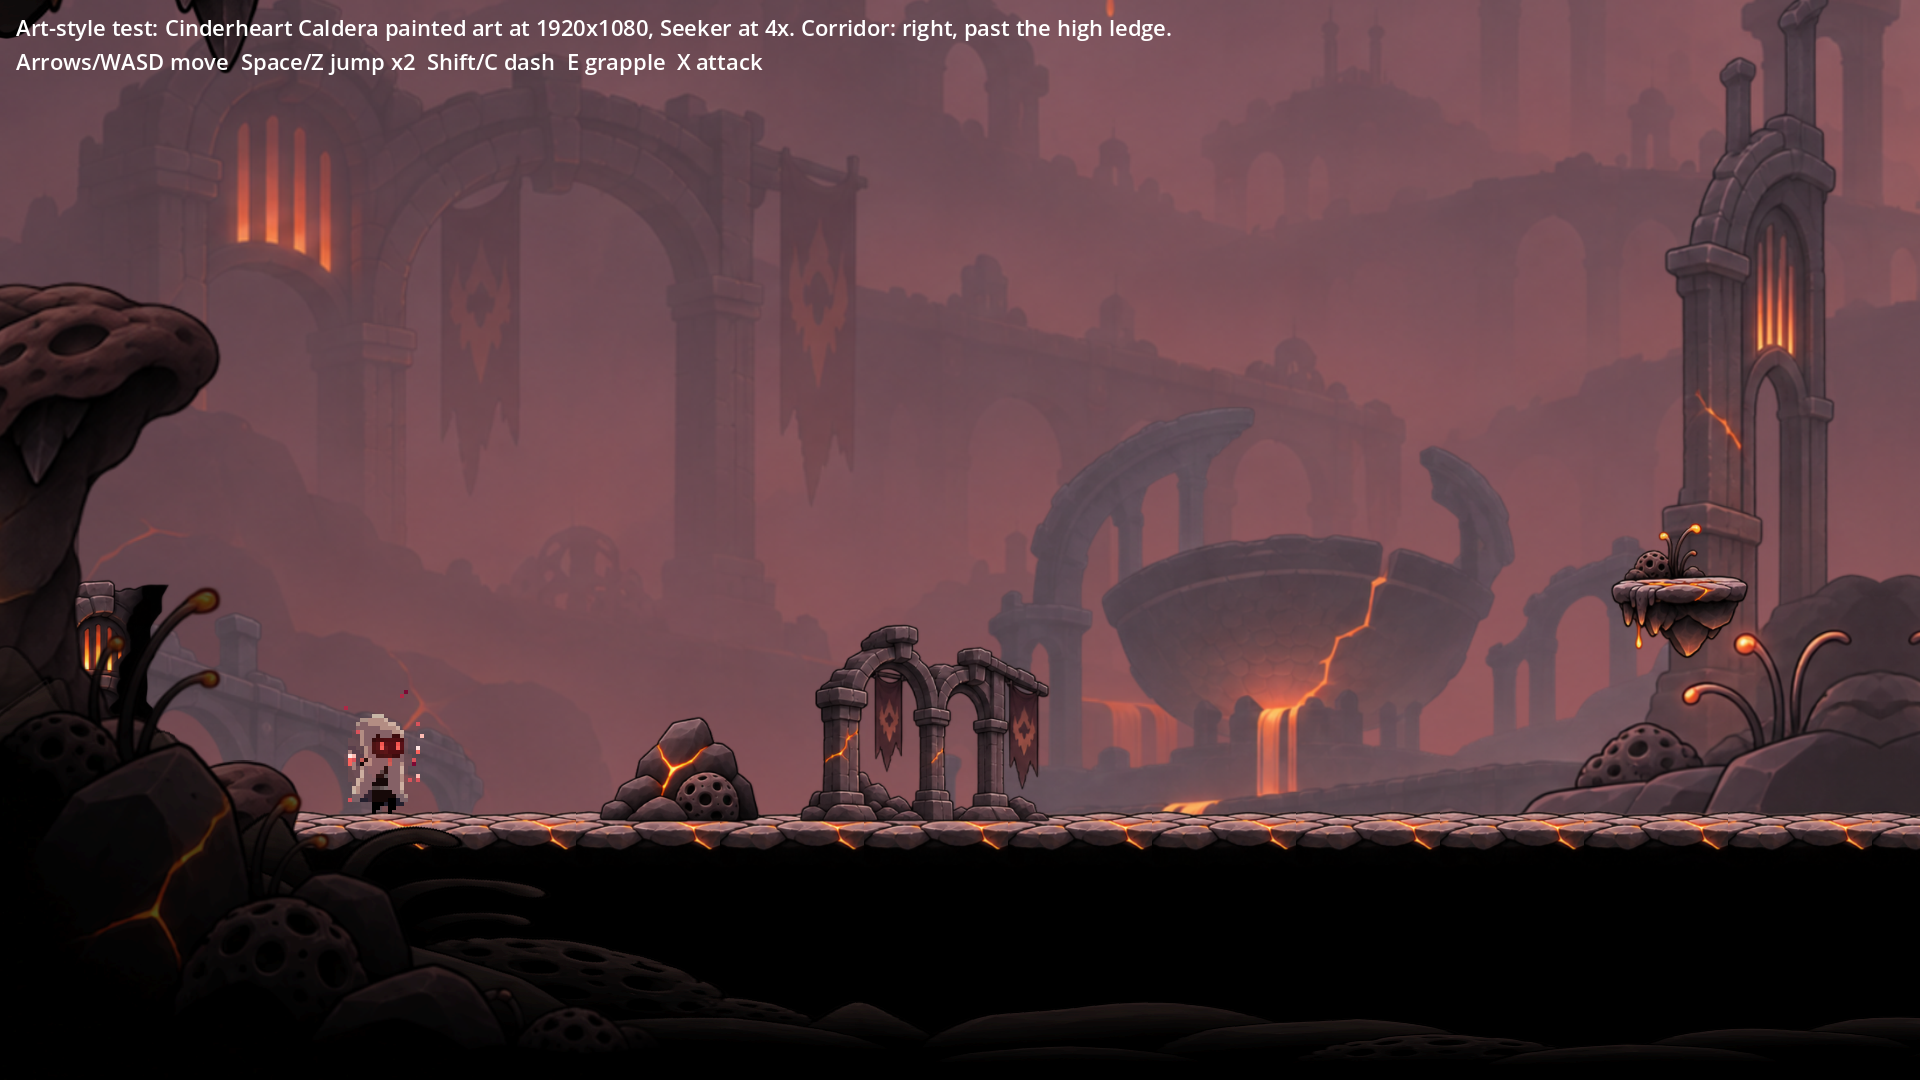 Art-style test: Cinderheart Caldera painted art at 1920x1080, Seeker at 4x. Corridor: right, past the high ledge.
Arrows/WASD move  Space/Z jump x2  Shift/C dash  E grapple  X attack